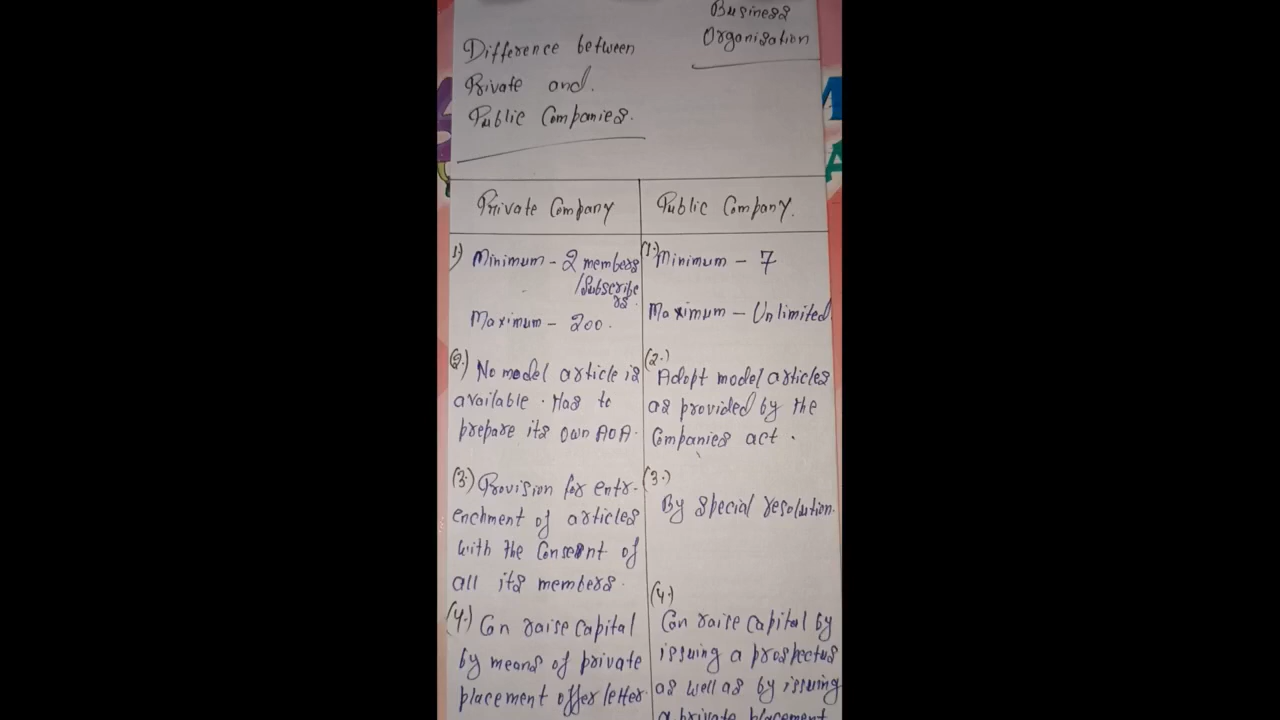 Business
Organisation
Difference between
Private and.
Public Companies.
Private Company
Public Company.
1.) Minimum - 2 members
/Subscribe
rs.
Maximum - 200.
(2.) No model article is
available. Has to
prepare its own AOA.
(3.) Provision for entr-
enchment of articles
with the Consent of
all its members.
(4.) Can raise capital
by means of private
placement offer letter
(1.) Minimum - 7
Maximum - Unlimited
(2.)
Adopt model articles
as provided by the
Companies act.
(3.)
By special resolution.
(4.)
Can raise capital by
issuing a prospectus
as well as by issuing
a private placement